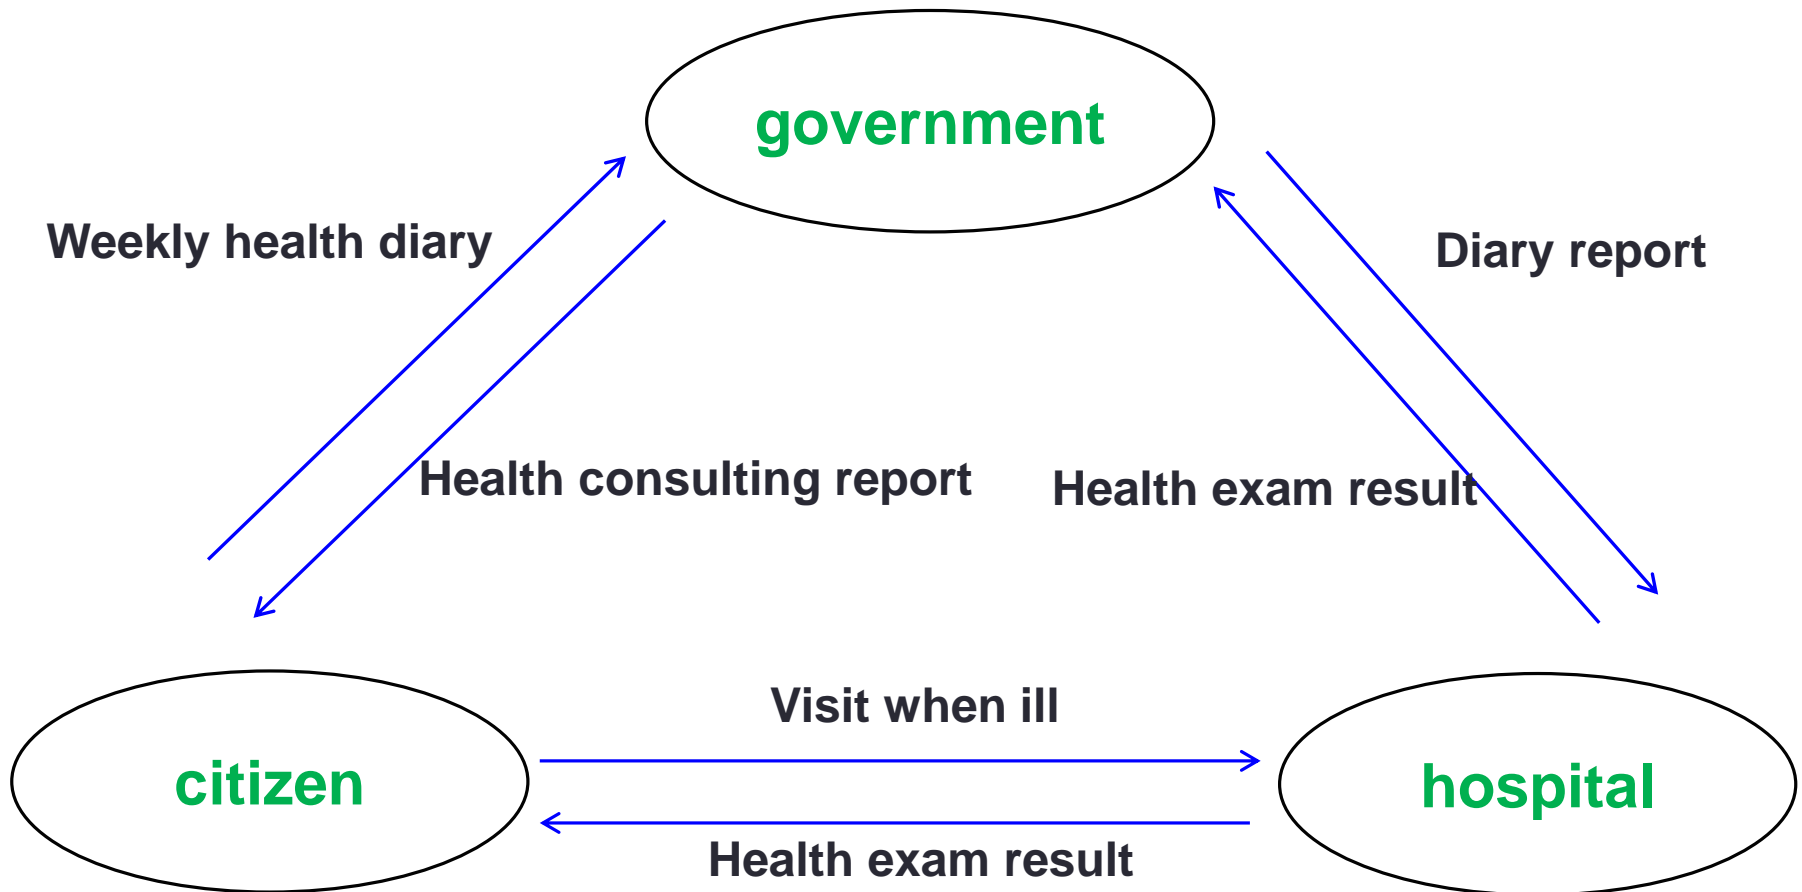 government
Weekly health diary
Diary report
Health consulting report
Health exam result
Visit when ill
citizen
hospital
Health exam result